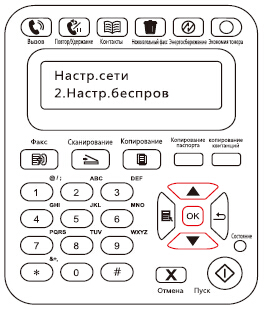 Вызов Повтор/Удержание Контакты Нежелательный факс Энергосбережение Экономия тонера
Настр.сети
2.Настр.беспров
Факс Сканирование Копирование Копирование паспорта копирование квитанций
@ / : ABC DEF
1 2 3
GHI JKL MNO
4 5 6
PQRS TUV WXYZ
7 8 9
&+,
* 0 #
OK
Состояние
X
Отмена Пуск